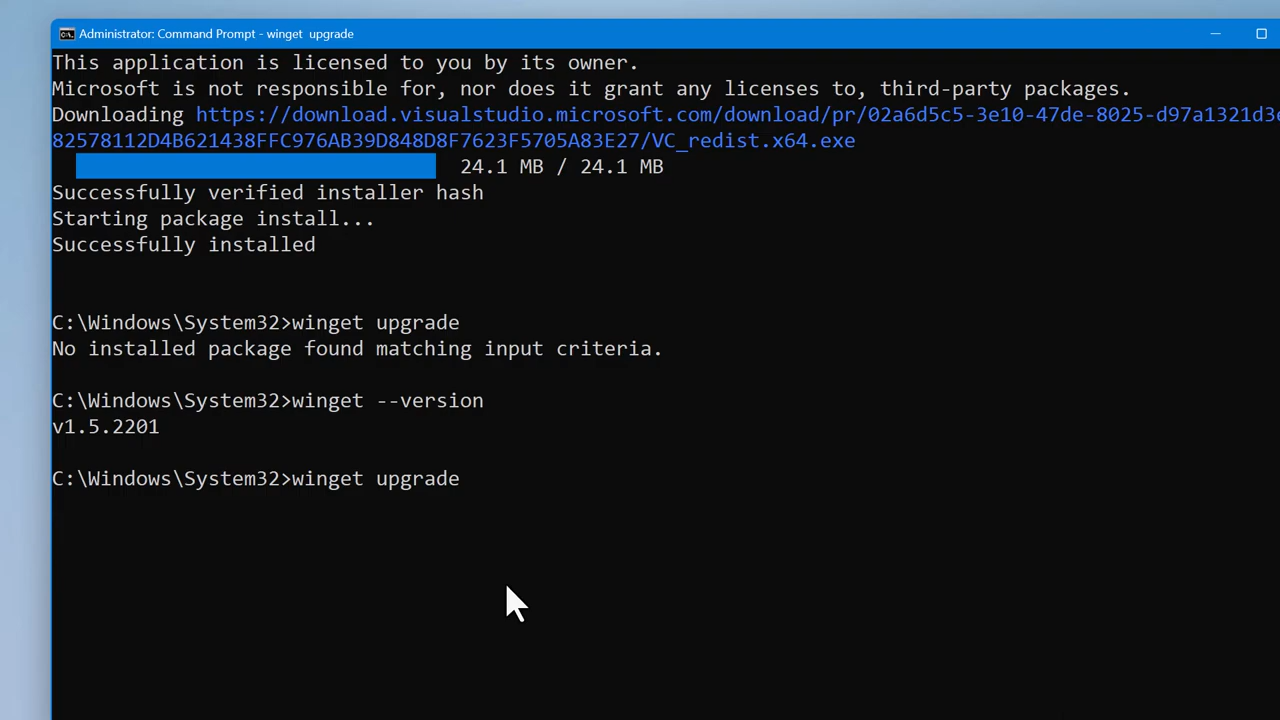 Administrator: Command Prompt - winget  upgrade
This application is licensed to you by its owner.
Microsoft is not responsible for, nor does it grant any licenses to, third-party packages.
Downloading https://download.visualstudio.microsoft.com/download/pr/02a6d5c5-3e10-47de-8025-d97a1321d3e
82578112D4B621438FFC976AB39D848D8F7623F5705A83E27/VC_redist.x64.exe
24.1 MB / 24.1 MB
Successfully verified installer hash
Starting package install...
Successfully installed
C:\Windows\System32>winget upgrade
No installed package found matching input criteria.
C:\Windows\System32>winget --version
v1.5.2201
C:\Windows\System32>winget upgrade